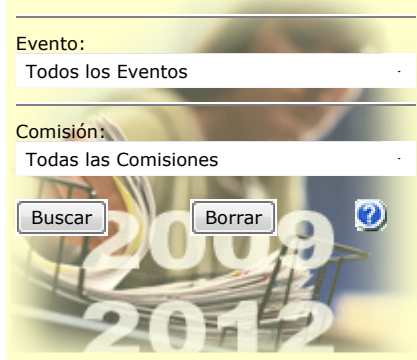 Evento:
Todos los Eventos
Comisión:
Todas las Comisiones
Buscar Borrar ?
2009
2012